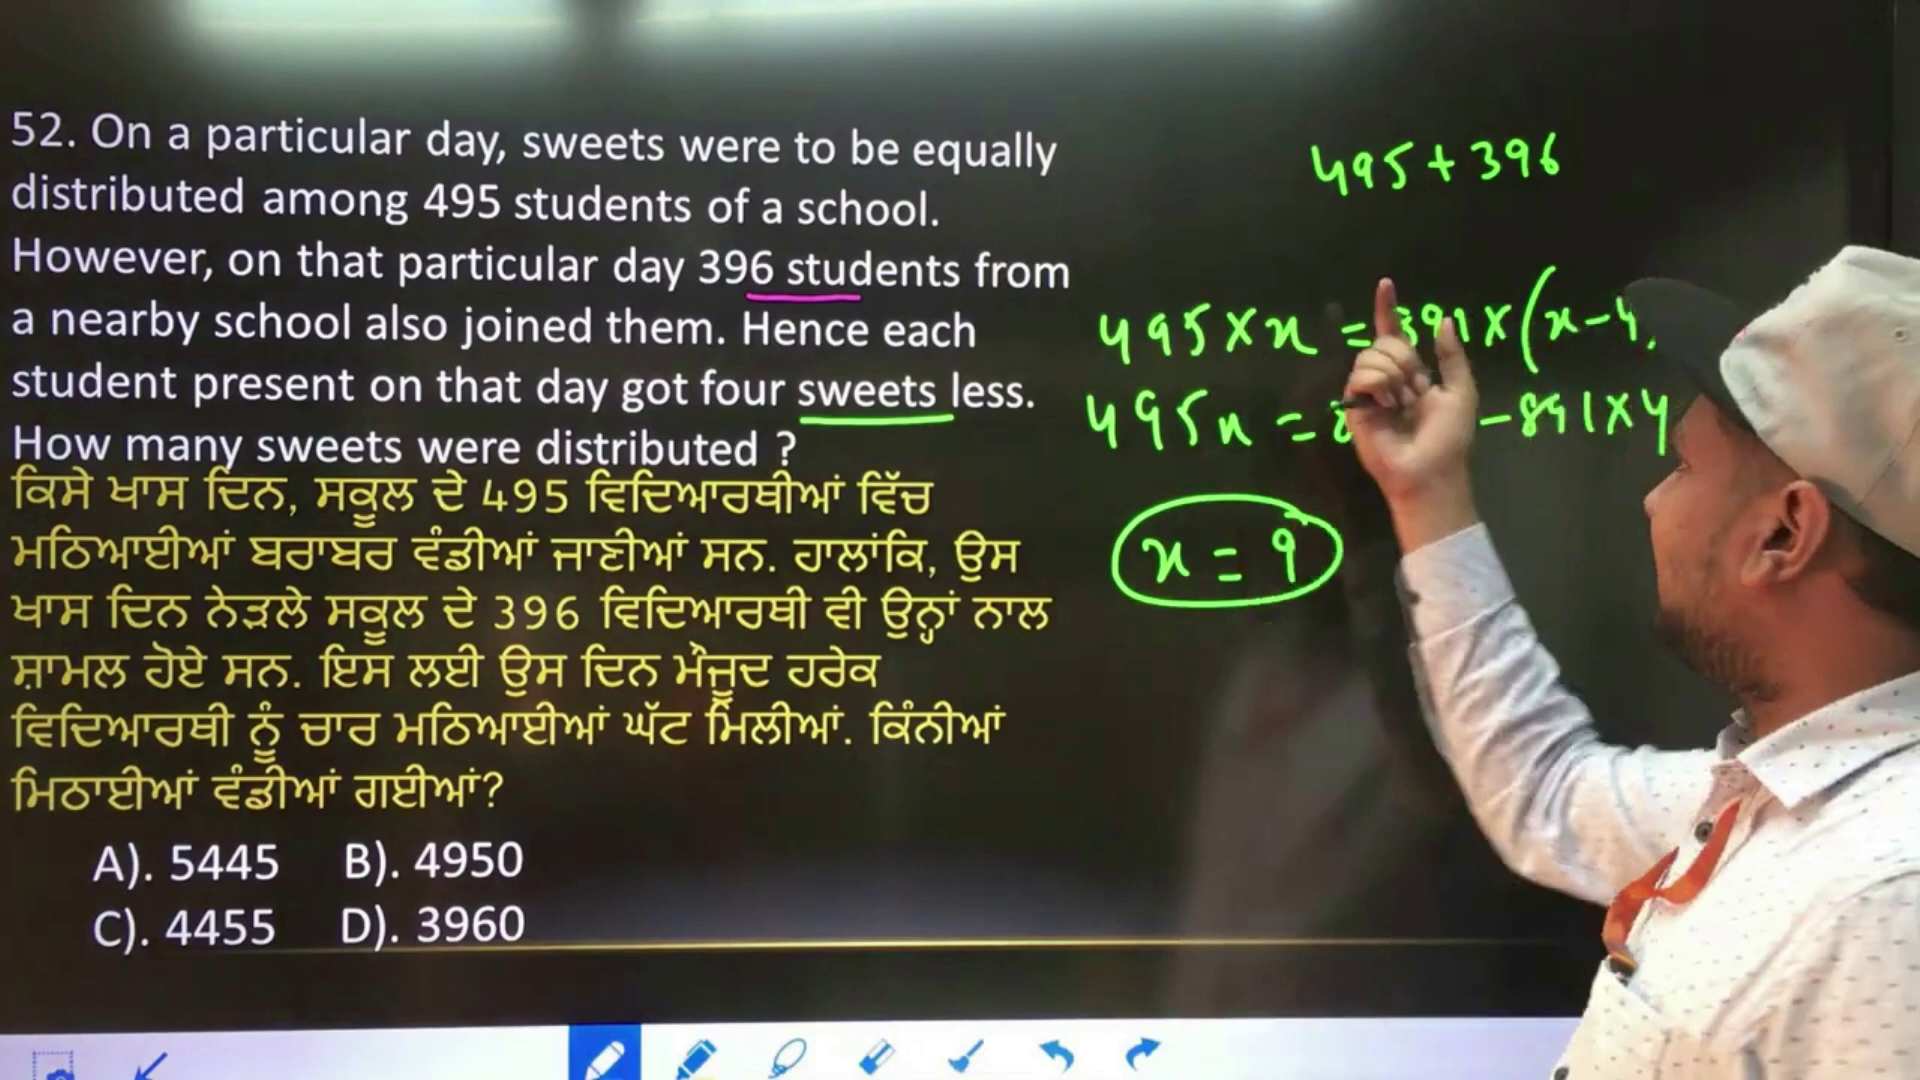 52. On a particular day, sweets were to be equally
distributed among 495 students of a school.
However, on that particular day 396 students from
a nearby school also joined them. Hence each
student present on that day got four sweets less.
How many sweets were distributed ?
ਕਿਸੇ ਖਾਸ ਦਿਨ, ਸਕੂਲ ਦੇ 495 ਵਿਦਿਆਰਥੀਆਂ ਵਿੱਚ
ਮਠਿਆਈਆਂ ਬਰਾਬਰ ਵੰਡੀਆਂ ਜਾਣੀਆਂ ਸਨ. ਹਾਲਾਂਕਿ, ਉਸ
ਖਾਸ ਦਿਨ ਨੇੜਲੇ ਸਕੂਲ ਦੇ 396 ਵਿਦਿਆਰਥੀ ਵੀ ਉਨ੍ਹਾਂ ਨਾਲ
ਸ਼ਾਮਲ ਹੋਏ ਸਨ. ਇਸ ਲਈ ਉਸ ਦਿਨ ਮੌਜੂਦ ਹਰੇਕ
ਵਿਦਿਆਰਥੀ ਨੂੰ ਚਾਰ ਮਠਿਆਈਆਂ ਘੱਟ ਮਿਲੀਆਂ. ਕਿੰਨੀਆਂ
ਮਿਠਾਈਆਂ ਵੰਡੀਆਂ ਗਈਆਂ?
A). 5445 B). 4950
C). 4455 D). 3960
495+396
495×x = ×(x-4
495x = -891×4
x = 9